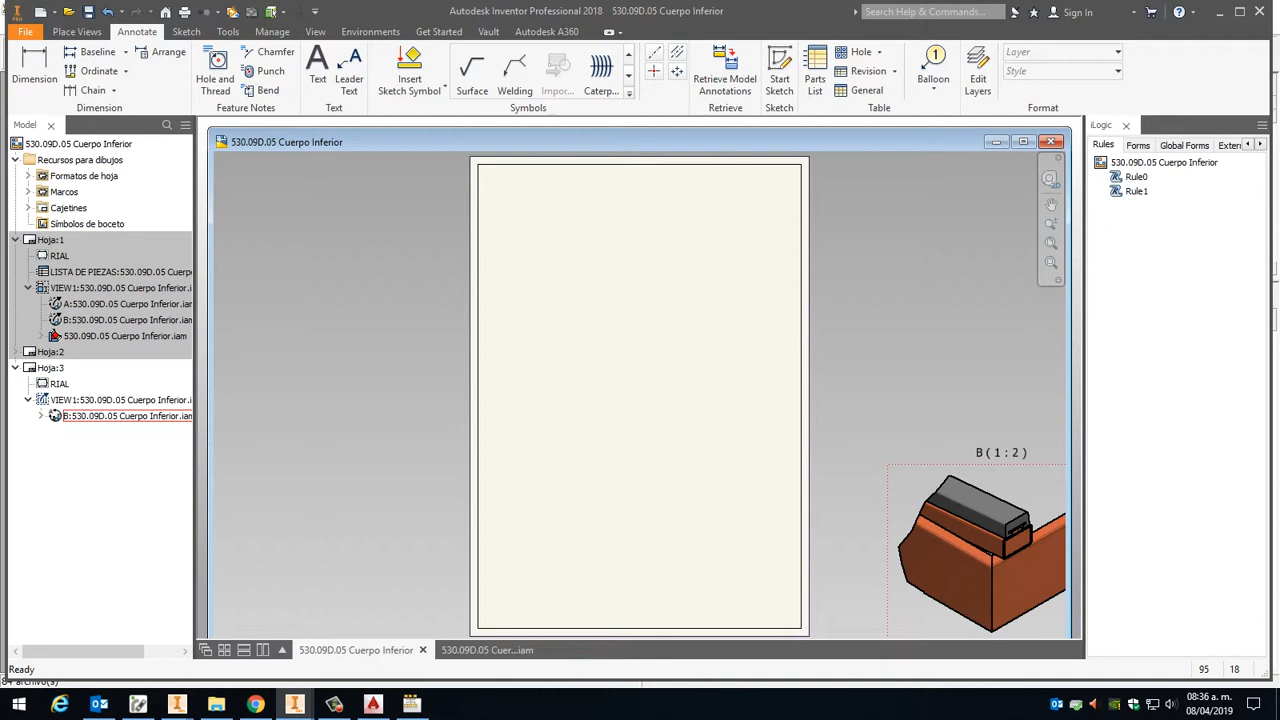 Autodesk Inventor Professional 2018 530.09D.05 Cuerpo Inferior
Search Help & Commands...
Sign In
File Place Views Annotate Sketch Tools Manage View Environments Get Started Vault Autodesk A360
Dimension
Baseline
Ordinate
Chain
Arrange
Dimension
Hole and Thread
Chamfer
Punch
Bend
Feature Notes
Text
Leader Text
Text
Insert Sketch Symbol
Surface
Welding
Impor...
Caterp...
Symbols
Retrieve Model Annotations
Retrieve
Start Sketch
Sketch
Parts List
Hole
Revision
General
Table
Balloon
Edit Layers
Layer
Style
Format
Model
530.09D.05 Cuerpo Inferior
Recursos para dibujos
Formatos de hoja
Marcos
Cajetines
Símbolos de boceto
Hoja:1
RIAL
LISTA DE PIEZAS:530.09D.05 Cuerpo
VIEW1:530.09D.05 Cuerpo Inferior.i
A:530.09D.05 Cuerpo Inferior.iam
B:530.09D.05 Cuerpo Inferior.iam
530.09D.05 Cuerpo Inferior.iam
Hoja:2
Hoja:3
RIAL
VIEW1:530.09D.05 Cuerpo Inferior.i
B:530.09D.05 Cuerpo Inferior.iam
530.09D.05 Cuerpo Inferior
2D
B ( 1 : 2 )
iLogic
Rules Forms Global Forms Extern
530.09D.05 Cuerpo Inferior
Rule0
Rule1
530.09D.05 Cuerpo Inferior
530.09D.05 Cuer...iam
Ready
95 18
archivo(s)
08:36 a. m.
08/04/2019